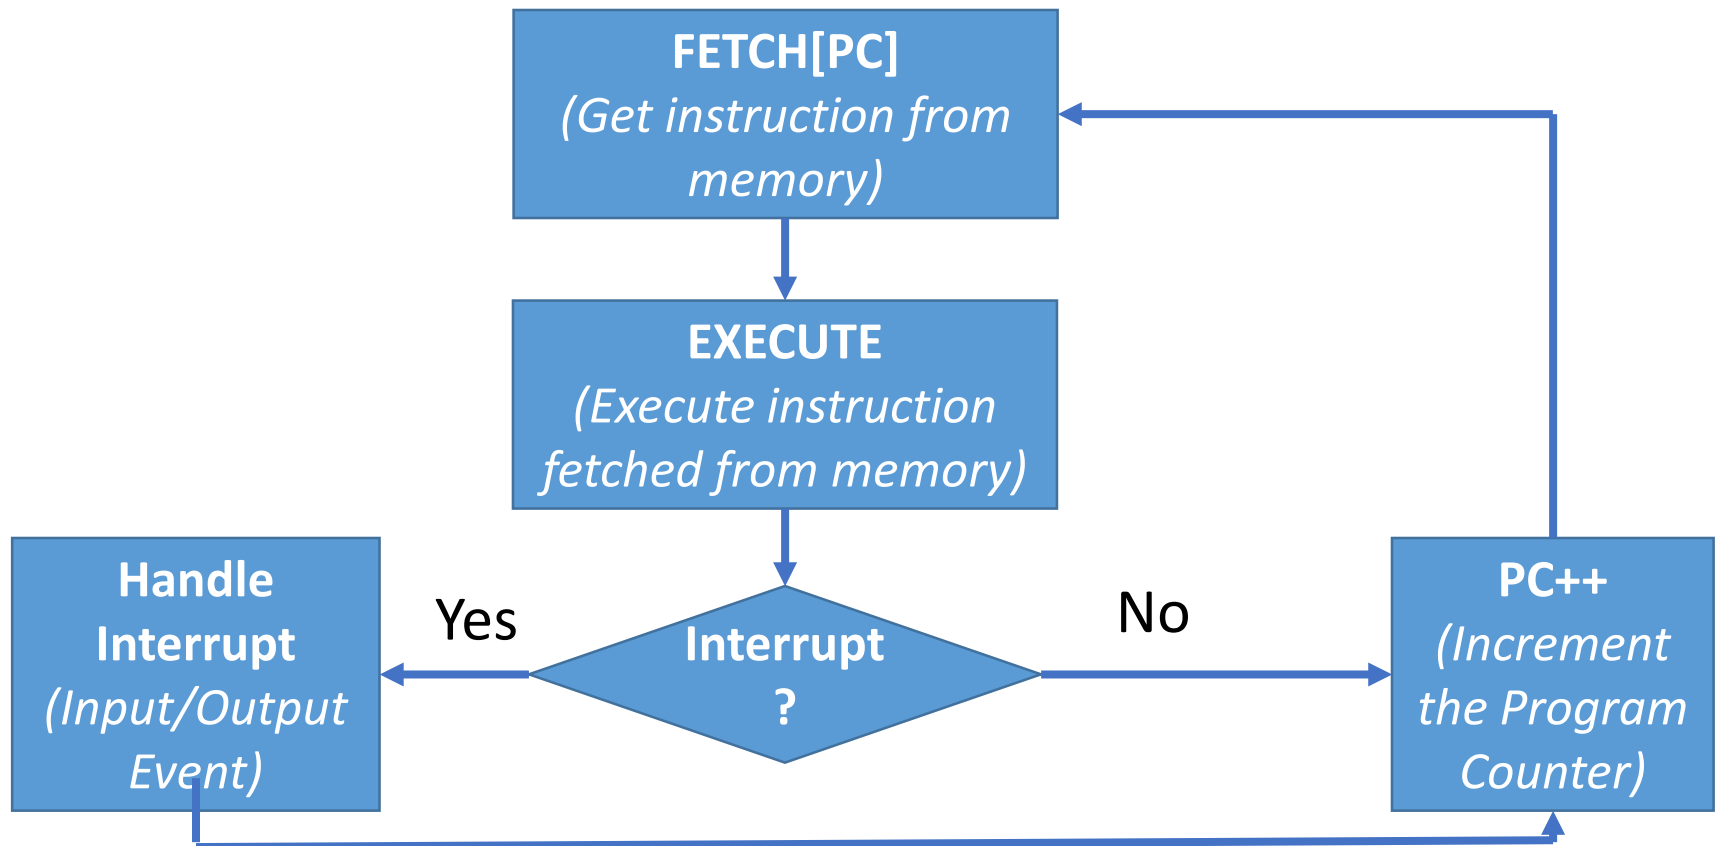 FETCH[PC]
(Get instruction from
memory)
EXECUTE
(Execute instruction
fetched from memory)
Handle
Interrupt
(Input/Output
Event)
Yes
Interrupt
?
No
PC++
(Increment
the Program
Counter)